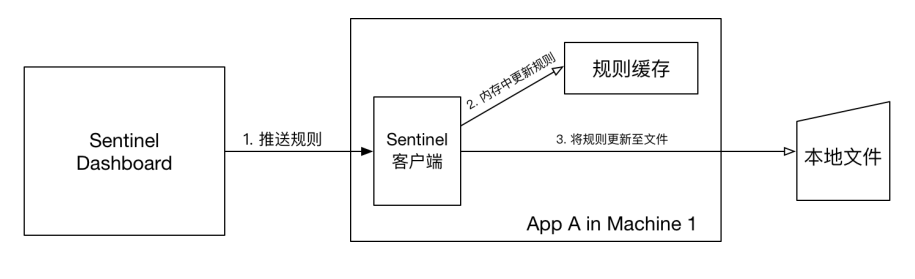 Sentinel
Dashboard
1. 推送规则
Sentinel
客户端
2. 内存中更新规则
规则缓存
3. 将规则更新至文件
本地文件
App A in Machine 1